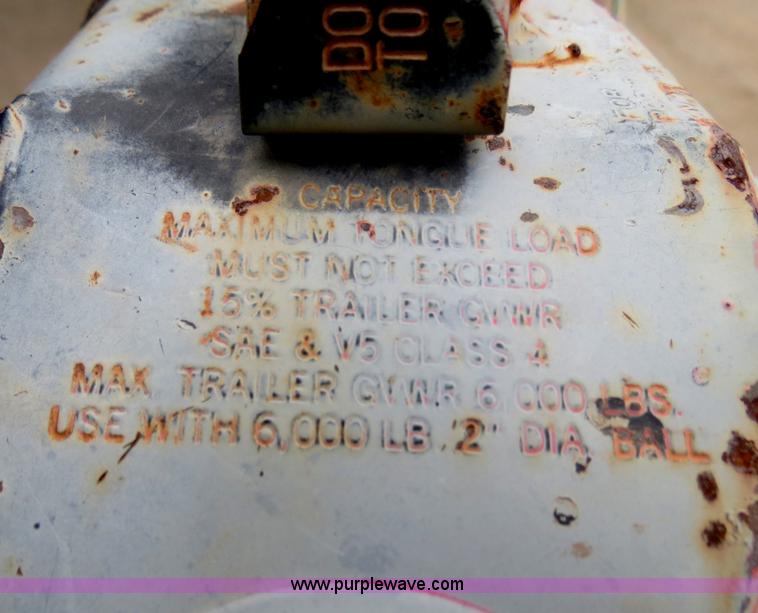 DO
TO
CAPACITY
MAXIMUM TONGUE LOAD
MUST NOT EXCEED
15% TRAILER GVWR
SAE & V5 CLASS 4
MAX. TRAILER GVWR 6,000 LBS.
USE WITH 6,000 LB. 2" DIA. BALL
www.purplewave.com